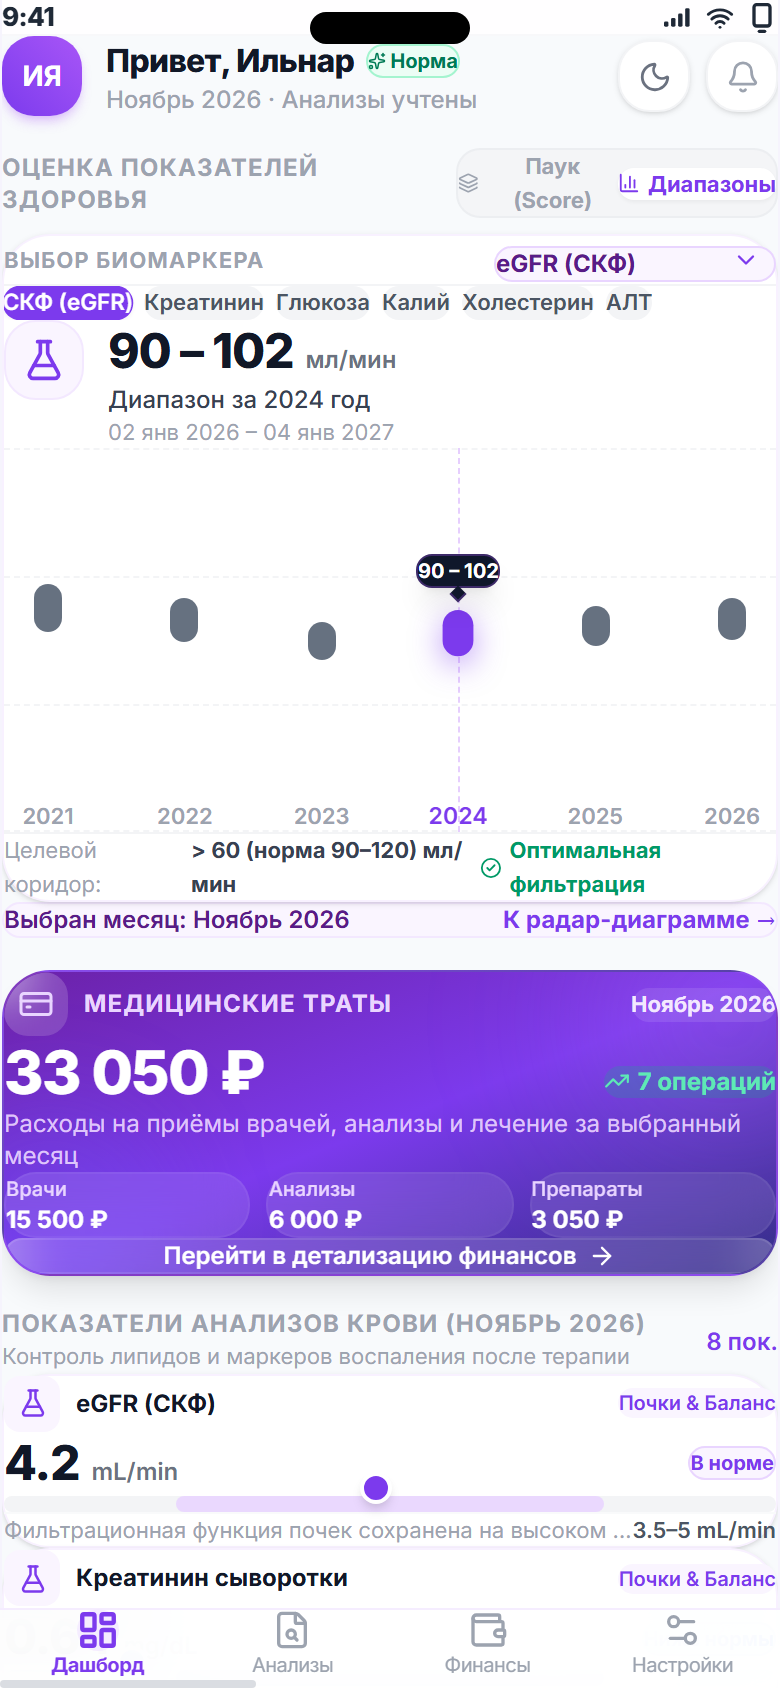 9:41
ИЯ
Привет, Ильнар
Норма
Ноябрь 2026 · Анализы учтены
ОЦЕНКА ПОКАЗАТЕЛЕЙ
ЗДОРОВЬЯ
Паук
(Score)
Диапазоны
ВЫБОР БИОМАРКЕРА
eGFR (СКФ)
СКФ (eGFR) Креатинин Глюкоза Калий Холестерин АЛТ
90 – 102 мл/мин
Диапазон за 2024 год
02 янв 2026 – 04 янв 2027
90 – 102
2021 2022 2023 2024 2025 2026
Целевой
коридор:
> 60 (норма 90–120) мл/
мин
Оптимальная
фильтрация
Выбран месяц: Ноябрь 2026
К радар-диаграмме →
МЕДИЦИНСКИЕ ТРАТЫ
Ноябрь 2026
33 050 ₽
7 операций
Расходы на приёмы врачей, анализы и лечение за выбранный
месяц
Врачи
15 500 ₽
Анализы
6 000 ₽
Препараты
3 050 ₽
Перейти в детализацию финансов →
ПОКАЗАТЕЛИ АНАЛИЗОВ КРОВИ (НОЯБРЬ 2026)
Контроль липидов и маркеров воспаления после терапии
8 пок.
eGFR (СКФ)
Почки & Баланс
4.2 mL/min
В норме
Фильтрационная функция почек сохранена на высоком ...
3.5–5 mL/min
Креатинин сыворотки
Почки & Баланс
Дашборд
Анализы
Финансы
Настройки